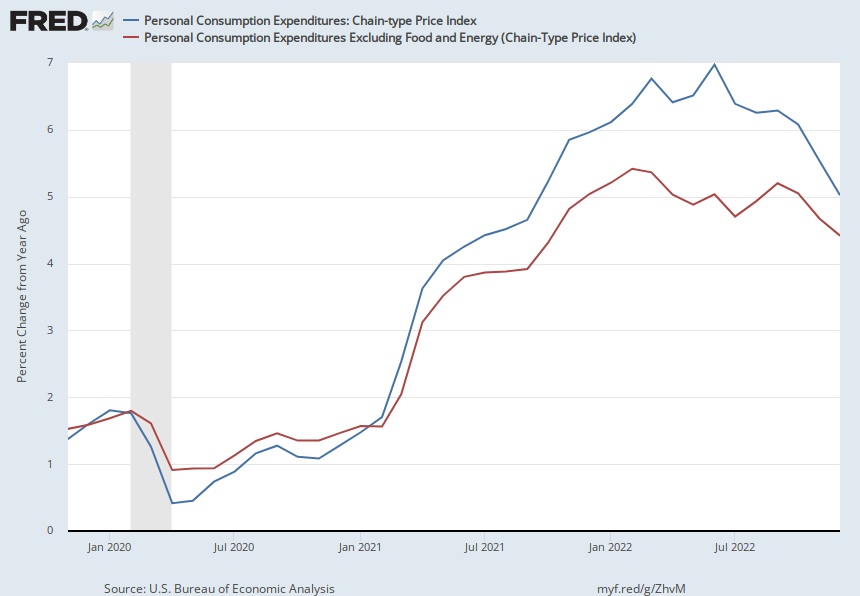 FRED
Personal Consumption Expenditures: Chain-type Price Index
Personal Consumption Expenditures Excluding Food and Energy (Chain-Type Price Index)
Percent Change from Year Ago
7
6
5
4
3
2
1
0
Jan 2020 Jul 2020 Jan 2021 Jul 2021 Jan 2022 Jul 2022
Source: U.S. Bureau of Economic Analysis myf.red/g/ZhvM